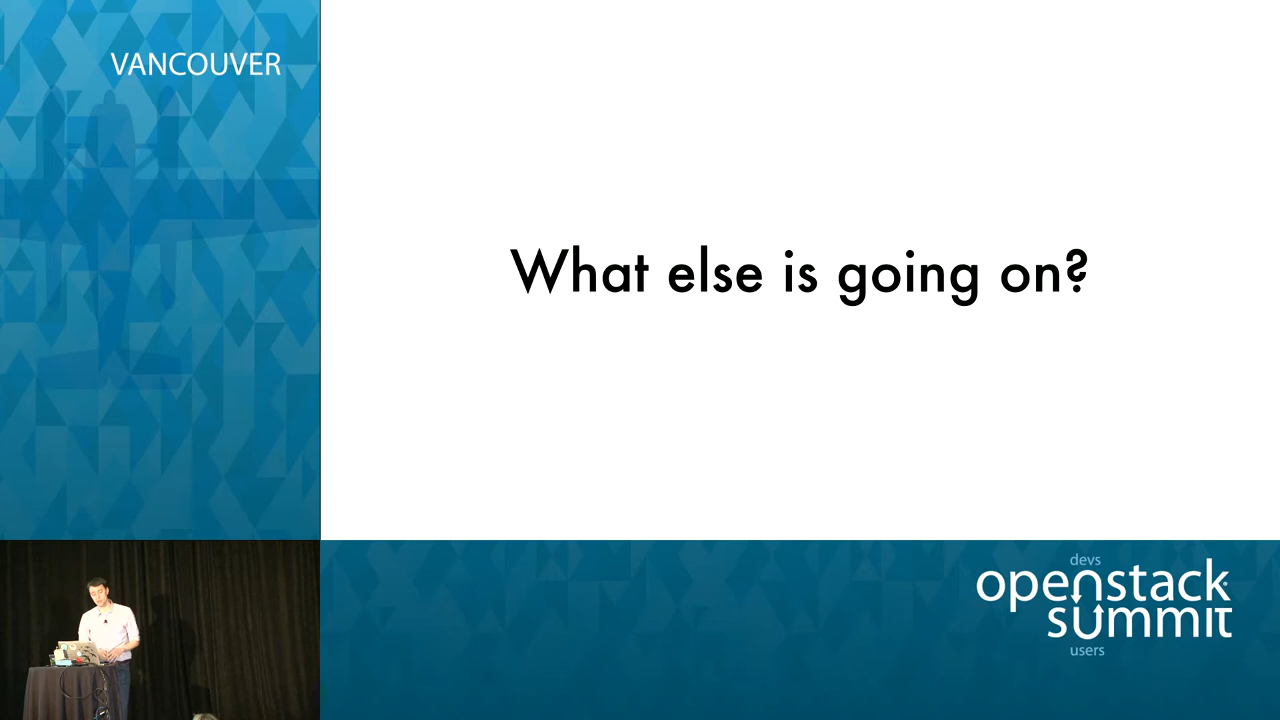 VANCOUVER
What else is going on?
devs
openstack
summit
users